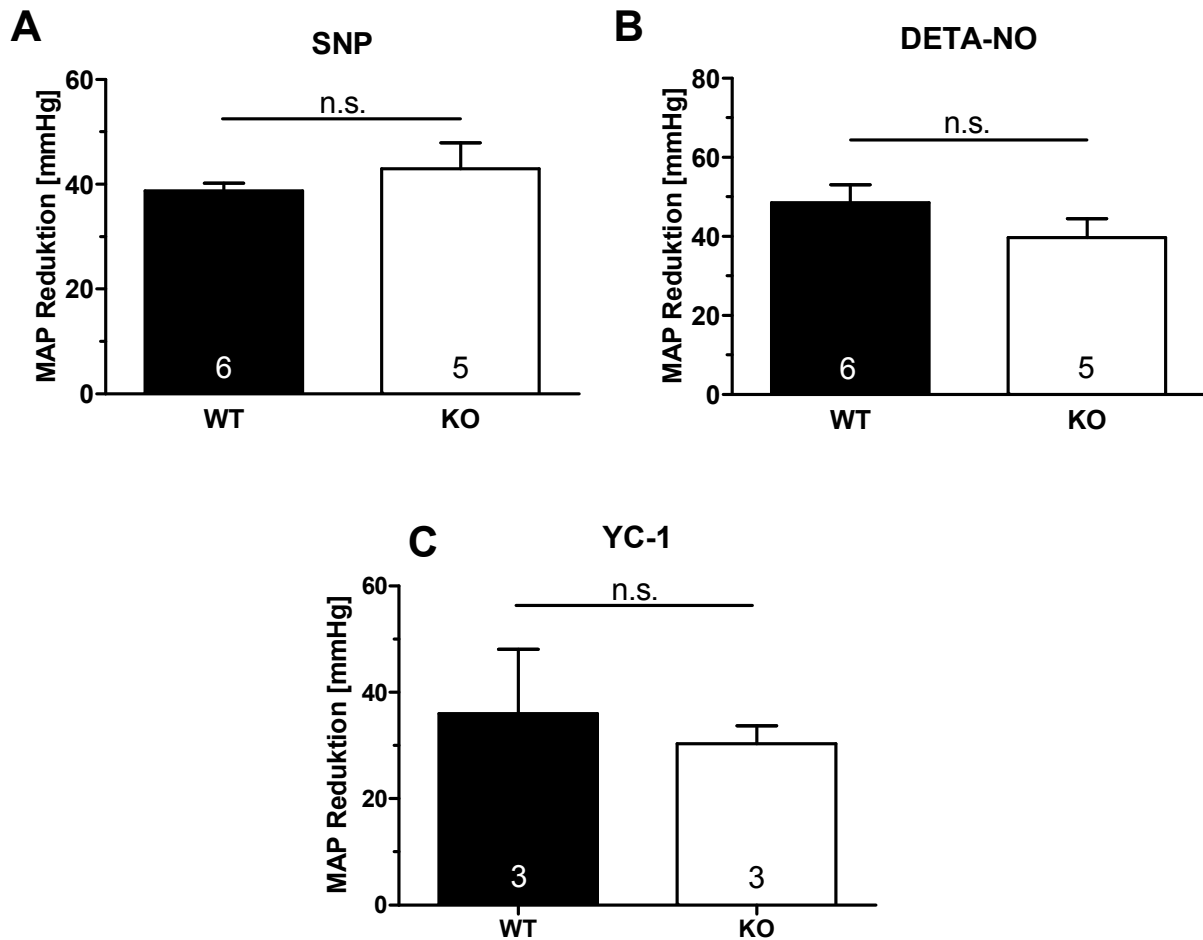 A
SNP
MAP Reduktion [mmHg]
60
40
20
0
n.s.
6
5
WT
KO
B
DETA-NO
MAP Reduktion [mmHg]
80
60
40
20
0
n.s.
6
5
WT
KO
C
YC-1
MAP Reduktion [mmHg]
60
40
20
0
n.s.
3
3
WT
KO